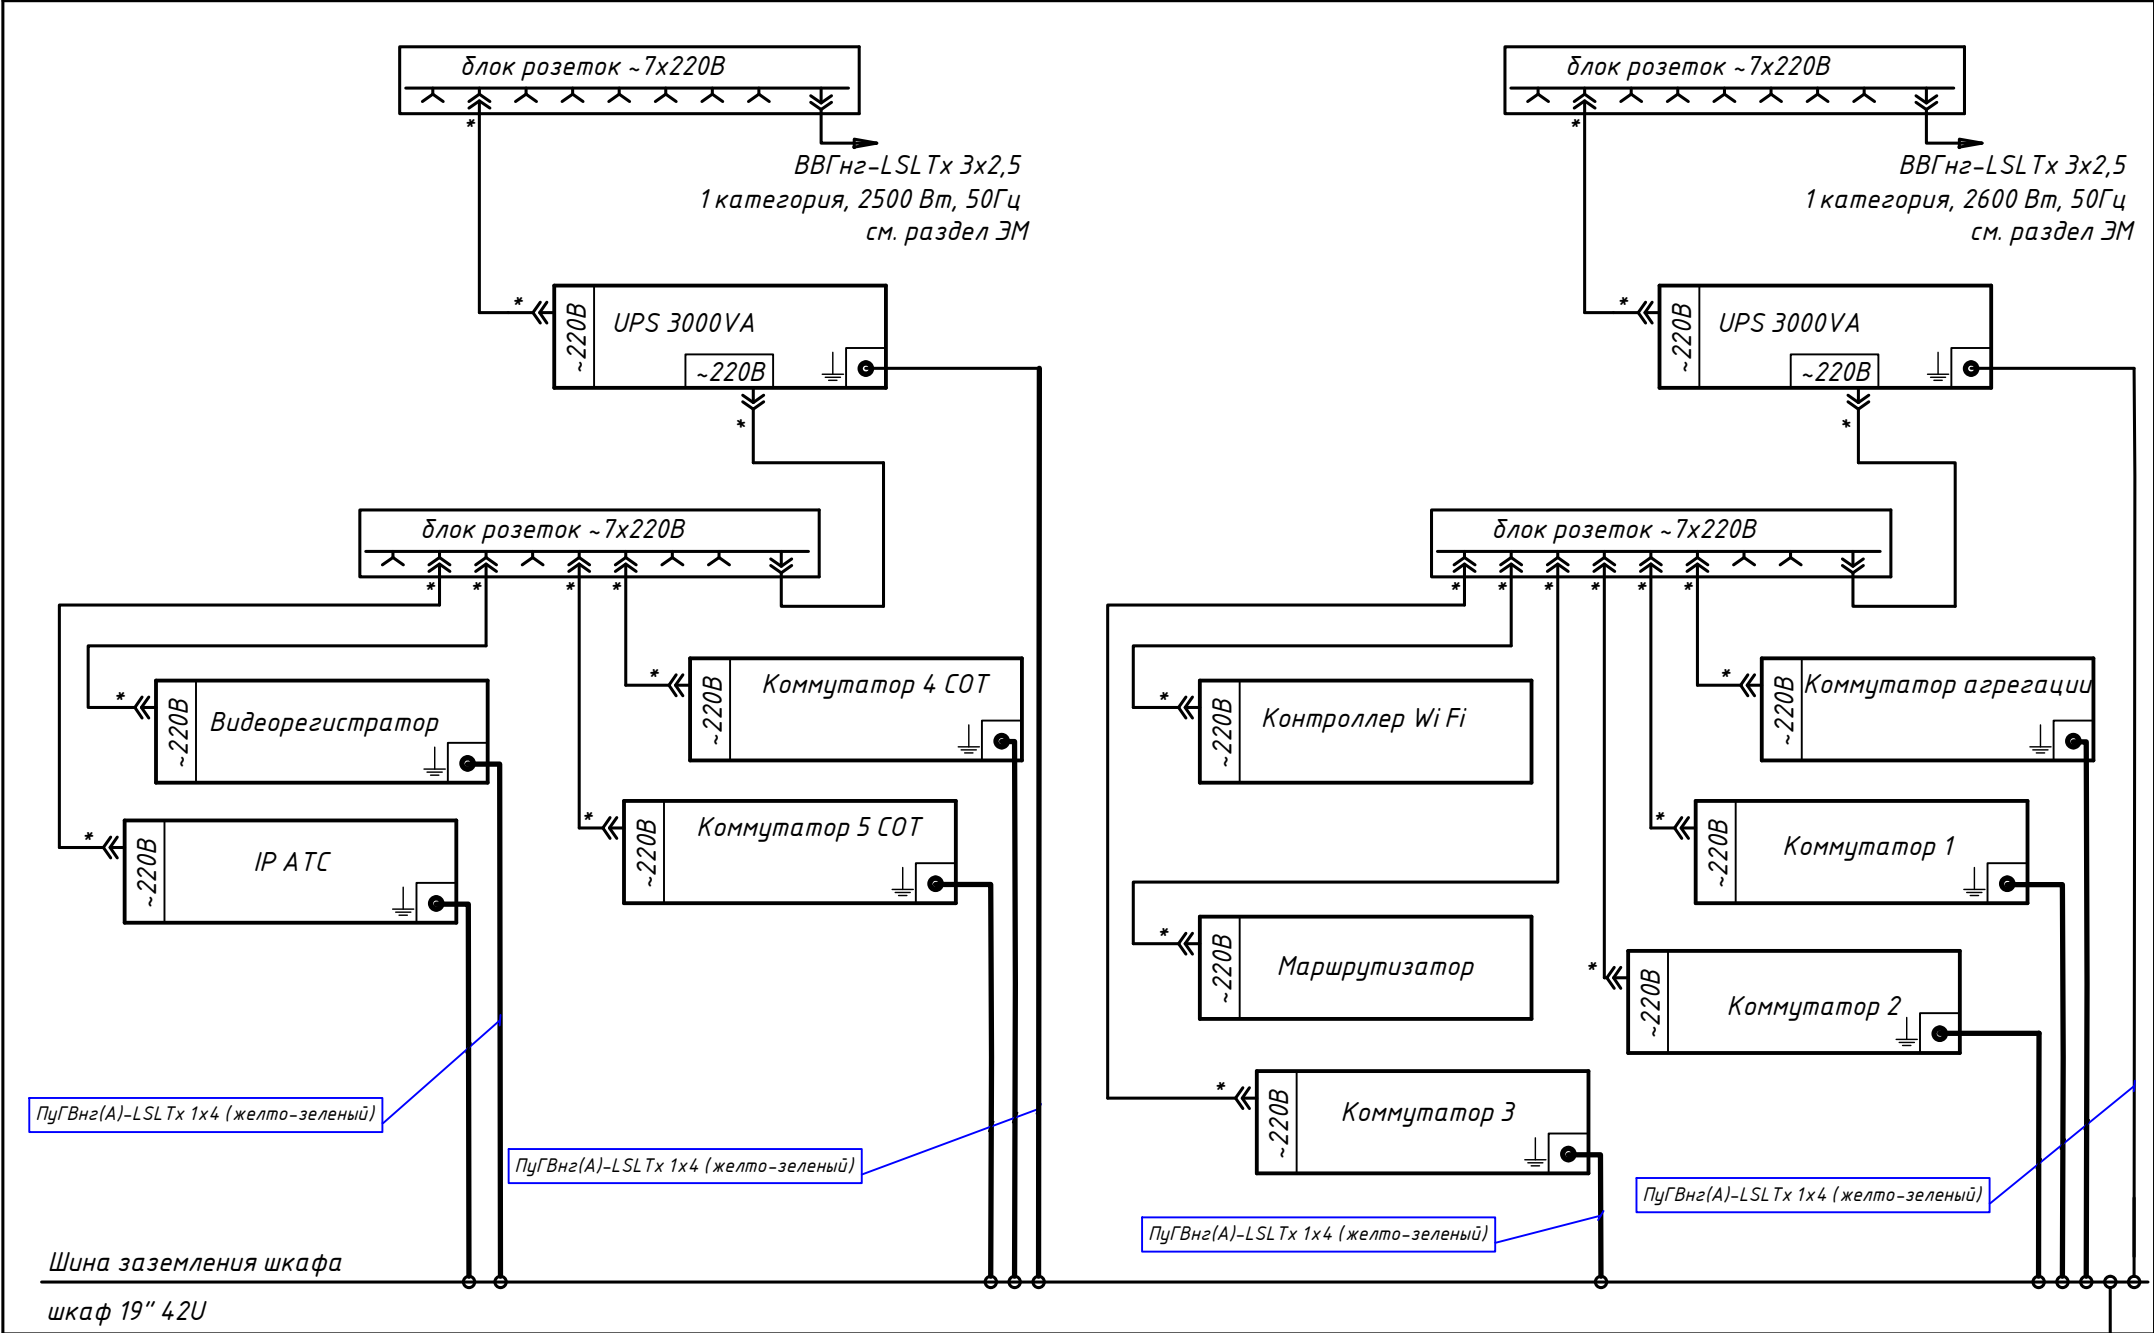 блок розеток ~7х220В
ВВГнг-LSLTx 3х2,5
1 категория, 2500 Вт, 50Гц
см. раздел ЭМ
*
*
~220В
UPS 3000VA
~220В
*
блок розеток ~7х220В
*
*
*
*
*
~220В
Коммутатор 4 СОТ
*
~220В
Видеорегистратор
*
~220В
Коммутатор 5 СОТ
*
~220В
IP АТС
ПуГВнг(А)-LSLTx 1х4 (желто-зеленый)
ПуГВнг(А)-LSLTx 1х4 (желто-зеленый)
блок розеток ~7х220В
ВВГнг-LSLTx 3х2,5
1 категория, 2600 Вт, 50Гц
см. раздел ЭМ
*
*
~220В
UPS 3000VA
~220В
*
блок розеток ~7х220В
*
*
*
*
*
*
*
~220В
Коммутатор агрегации
*
~220В
Контроллер Wi Fi
*
~220В
Коммутатор 1
*
~220В
Маршрутизатор
*
~220В
Коммутатор 2
*
~220В
Коммутатор 3
ПуГВнг(А)-LSLTx 1х4 (желто-зеленый)
ПуГВнг(А)-LSLTx 1х4 (желто-зеленый)
Шина заземления шкафа
шкаф 19" 42U